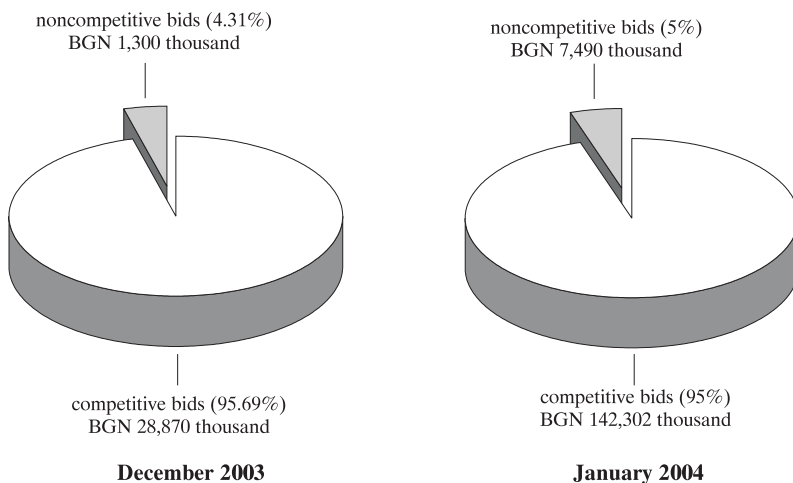 noncompetitive bids (4.31%)
BGN 1,300 thousand
competitive bids (95.69%)
BGN 28,870 thousand
December 2003
noncompetitive bids (5%)
BGN 7,490 thousand
competitive bids (95%)
BGN 142,302 thousand
January 2004